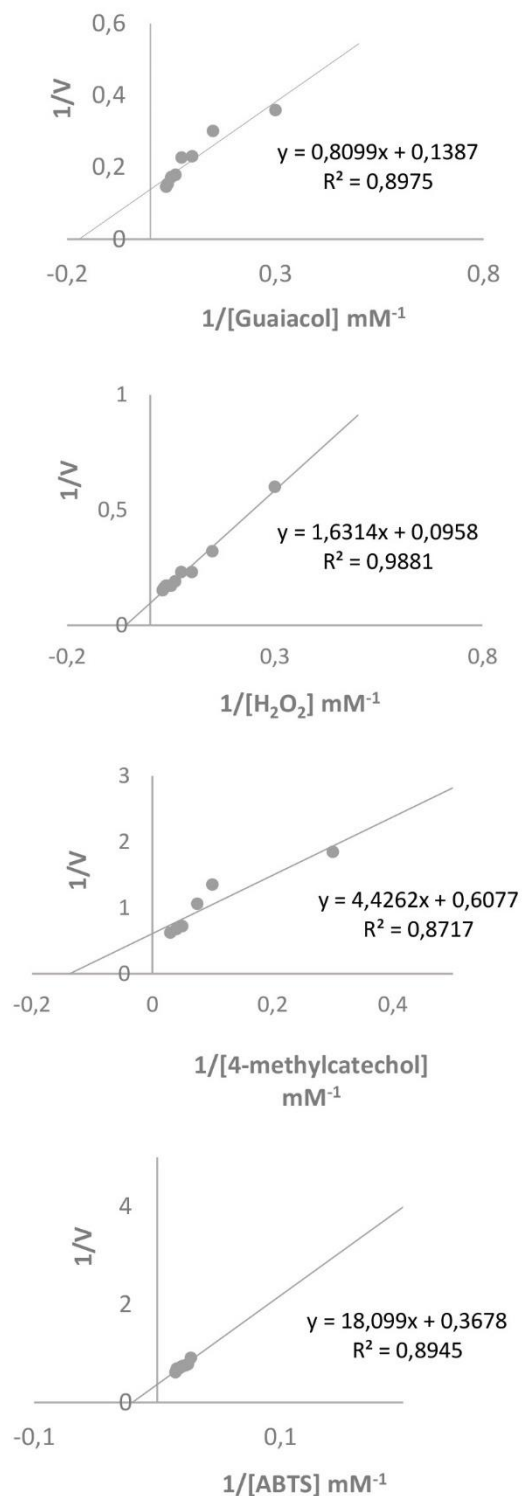 0,6
0,4
0,2
0
1/V
y = 0,8099x + 0,1387
R² = 0,8975
-0,2
0,3
0,8
1/[Guaiacol] mM⁻¹
1
0,5
0
1/V
y = 1,6314x + 0,0958
R² = 0,9881
-0,2
0,3
0,8
1/[H₂O₂] mM⁻¹
3
2
1
0
1/V
y = 4,4262x + 0,6077
R² = 0,8717
-0,2
0
0,2
0,4
1/[4-methylcatechol]
mM⁻¹
4
2
0
1/V
y = 18,099x + 0,3678
R² = 0,8945
-0,1
0,1
1/[ABTS] mM⁻¹